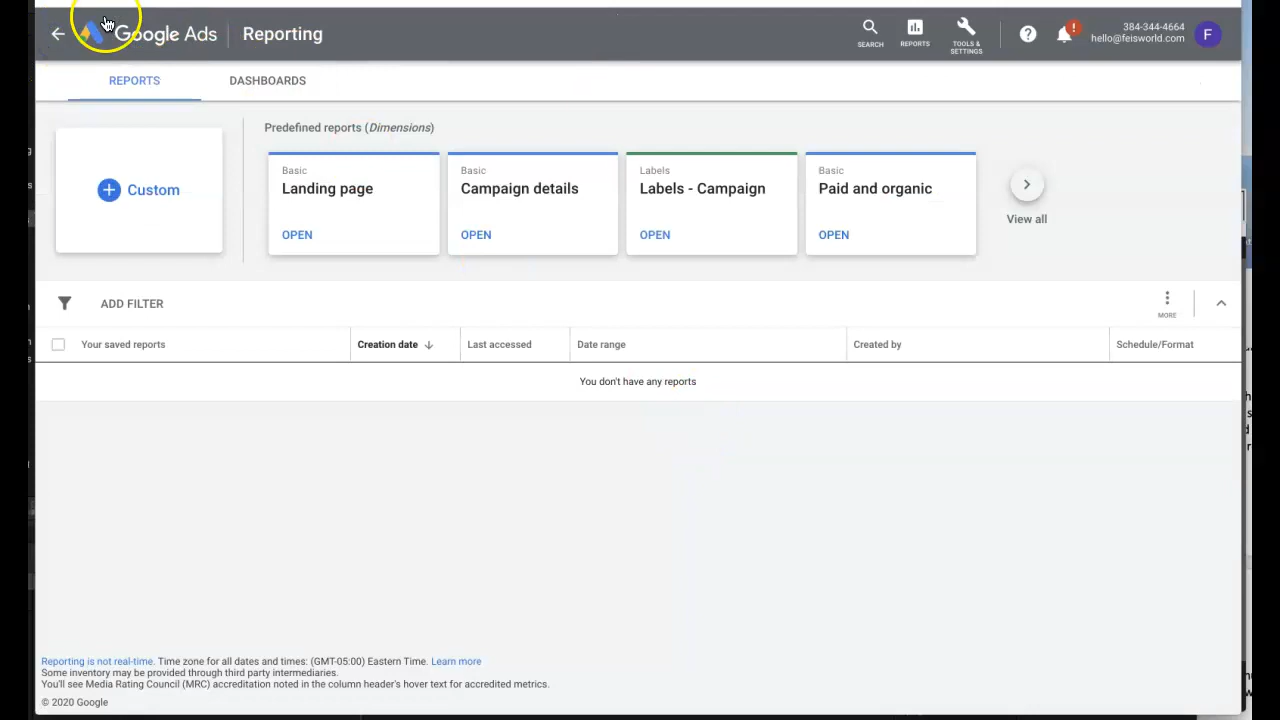 Google Ads
Reporting
SEARCH
REPORTS
TOOLS &
SETTINGS
!
384-344-4664
hello@feisworld.com
F
REPORTS
DASHBOARDS
Custom
Predefined reports (Dimensions)
Basic
Landing page
OPEN
Basic
Campaign details
OPEN
Labels
Labels - Campaign
OPEN
Basic
Paid and organic
OPEN
View all
ADD FILTER
MORE
Your saved reports
Creation date
Last accessed
Date range
Created by
Schedule/Format
You don't have any reports
Reporting is not real-time. Time zone for all dates and times: (GMT-05:00) Eastern Time. Learn more
Some inventory may be provided through third party intermediaries.
You'll see Media Rating Council (MRC) accreditation noted in the column header's hover text for accredited metrics.
© 2020 Google